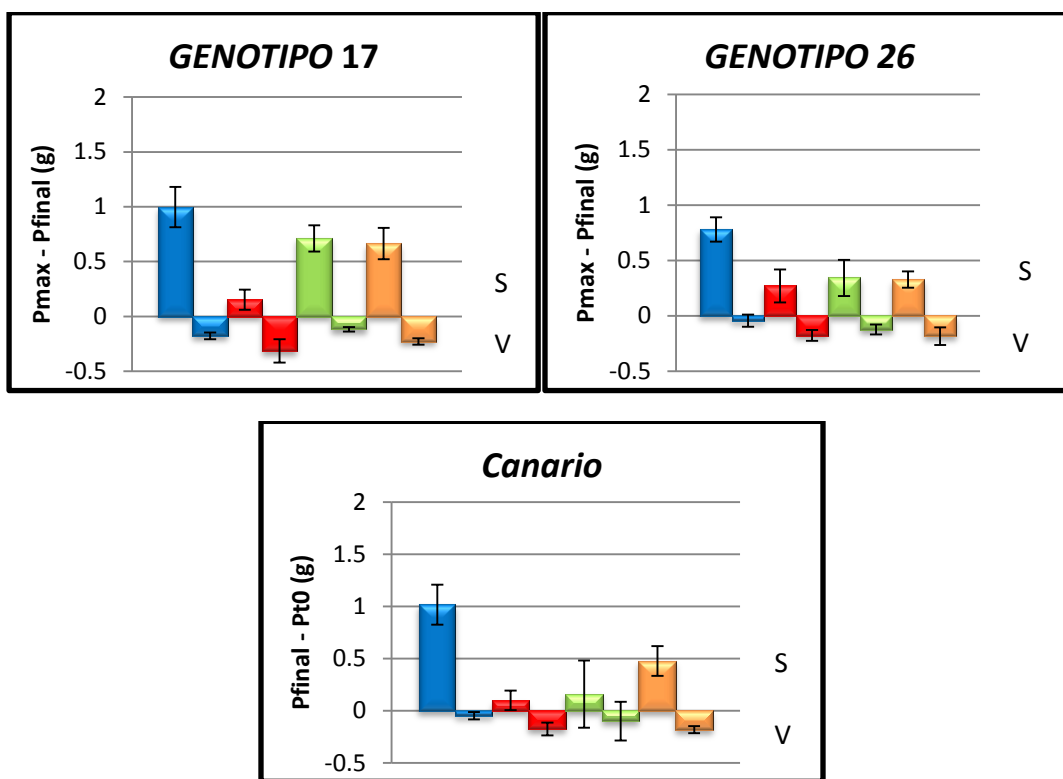 GENOTIPO 17
Pmax - Pfinal (g)
2
1.5
1
0.5
0
-0.5
S
V
GENOTIPO 26
Pmax - Pfinal (g)
2
1.5
1
0.5
0
-0.5
S
V
Canario
Pfinal - Pt0 (g)
2
1.5
1
0.5
0
-0.5
S
V